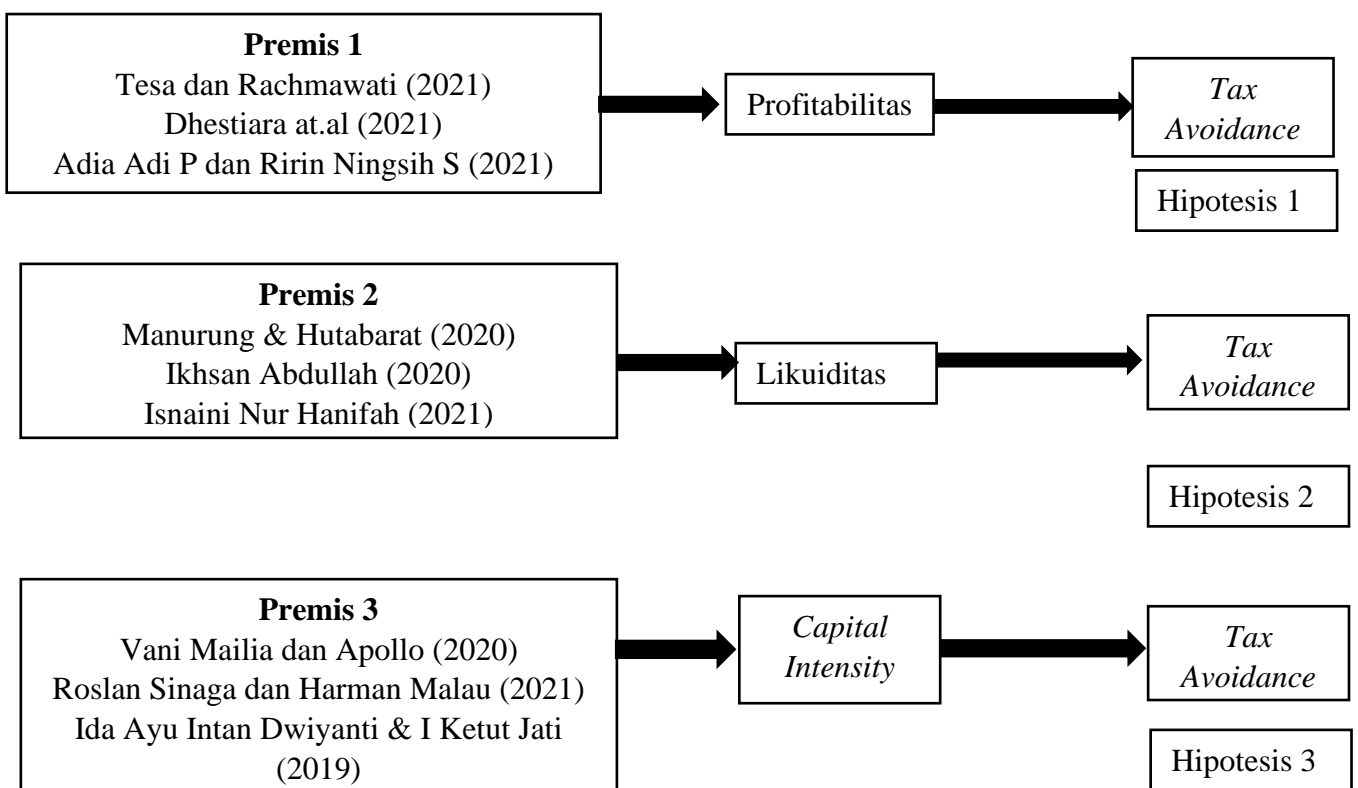 Premis 1
Tesa dan Rachmawati (2021)
Dhestiara at.al (2021)
Adia Adi P dan Ririn Ningsih S (2021)
Profitabilitas
Tax
Avoidance
Hipotesis 1
Premis 2
Manurung & Hutabarat (2020)
Ikhsan Abdullah (2020)
Isnaini Nur Hanifah (2021)
Likuiditas
Tax
Avoidance
Hipotesis 2
Premis 3
Vani Mailia dan Apollo (2020)
Roslan Sinaga dan Harman Malau (2021)
Ida Ayu Intan Dwiyanti & I Ketut Jati
(2019)
Capital
Intensity
Tax
Avoidance
Hipotesis 3